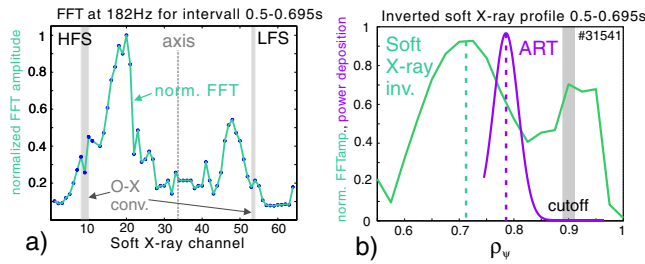 FFT at 182Hz for intervall 0.5-0.695s
HFS
axis
LFS
norm. FFT
O-X
conv.
normalized FFT amplitude
1
0.8
0.6
0.4
0.2
0 10 20 30 40 50 60
Soft X-ray channel
a)
Inverted soft X-ray profile 0.5-0.695s
#31541
Soft
X-ray
inv.
ART
cutoff
norm. FFTamp., power deposition
1
0.8
0.6
0.4
0.2
0
0.6 0.7 0.8 0.9 1
ρψ
b)